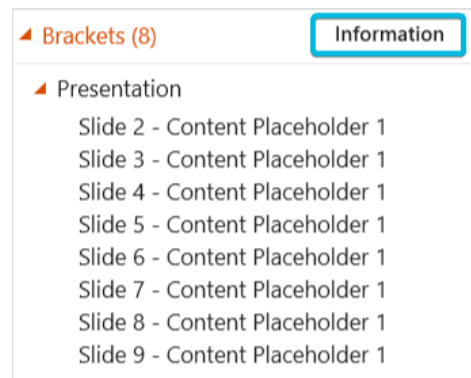 Brackets (8) Information
Presentation
Slide 2 - Content Placeholder 1
Slide 3 - Content Placeholder 1
Slide 4 - Content Placeholder 1
Slide 5 - Content Placeholder 1
Slide 6 - Content Placeholder 1
Slide 7 - Content Placeholder 1
Slide 8 - Content Placeholder 1
Slide 9 - Content Placeholder 1